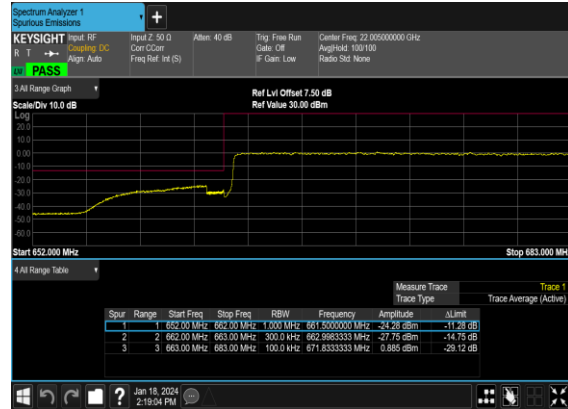 Spectrum Analyzer 1
Spurious Emissions
KEYSIGHT Input: RF Input Z: 50 Ω Atten: 40 dB Trig: Free Run Center Freq: 22.005000000 GHz
R T Coupling: DC Corr CCorr Gate: Off Avg|Hold: 100/100
Align: Auto Freq Ref: Int (S) IF Gain: Low Radio Std: None
PASS
3 All Range Graph Ref Lvl Offset 7.50 dB
Scale/Div 10.0 dB Ref Value 30.00 dBm
Log
20.0
10.0
0.00
-10.0
-20.0
-30.0
-40.0
-50.0
-60.0
Start 652.000 MHz Stop 683.000 MH
4 All Range Table
Measure Trace Trace 1
Trace Type Trace Average (Active)
Spur Range Start Freq Stop Freq RBW Frequency Amplitude ΔLimit
1 1 652.00 MHz 662.00 MHz 1.000 MHz 661.5000000 MHz -24.28 dBm -11.28 dB
2 2 662.00 MHz 663.00 MHz 300.0 kHz 662.9983333 MHz -27.75 dBm -14.75 dB
3 3 663.00 MHz 683.00 MHz 100.0 kHz 671.8333333 MHz 0.885 dBm -29.12 dB
? Jan 18, 2024
2:19:04 PM